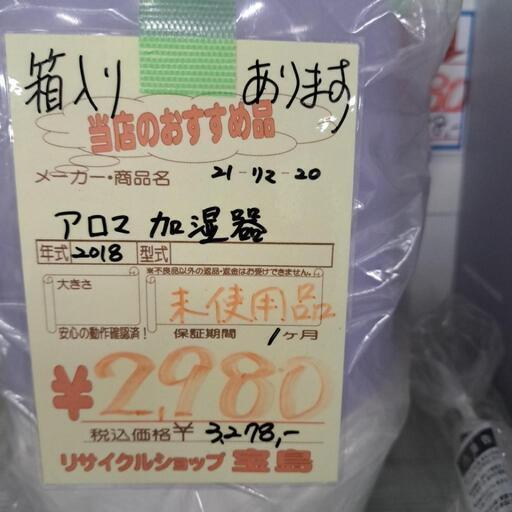 箱入り あります
当店のおすすめ品
メーカー・商品名 21-12-20
アロマ 加湿器
年式 2018 型式
※不良品以外の返品・返金はお受けできません。
大きさ
未使用品
安心の動作確認済！ 保証期間 1ヶ月
¥2,980
税込価格¥ 3,278,-
リサイクルショップ 宝島